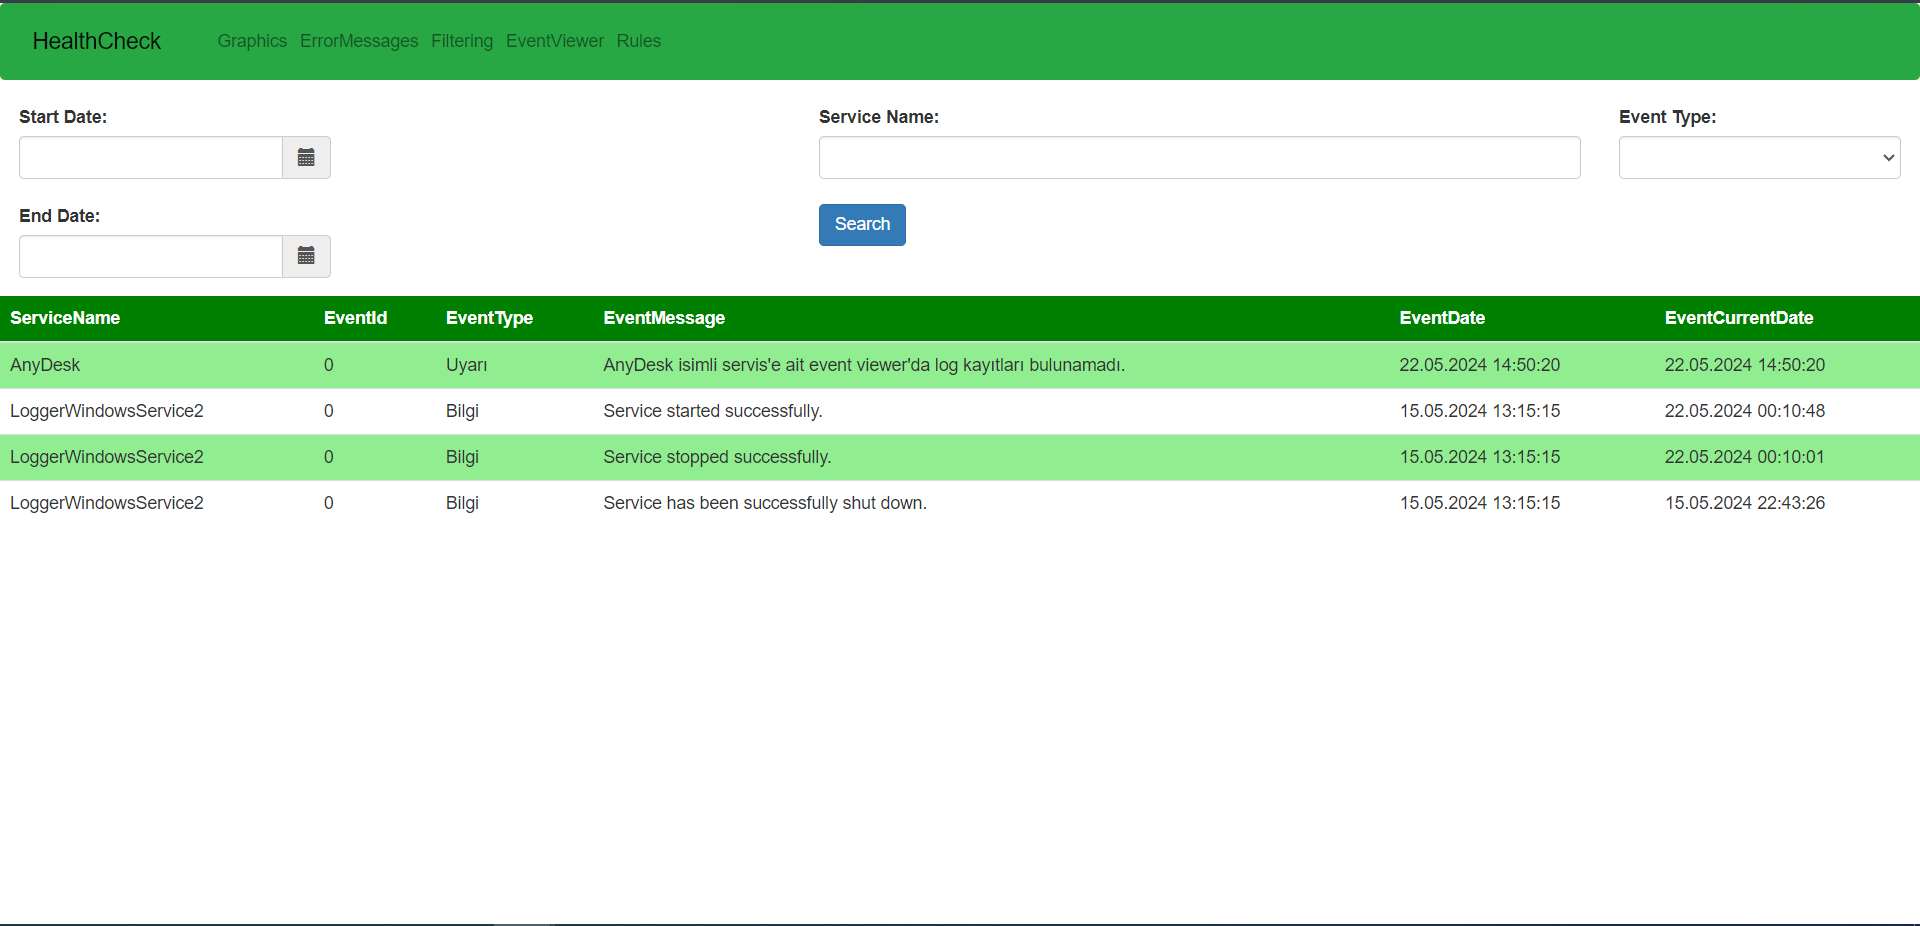 HealthCheck Graphics ErrorMessages Filtering EventViewer Rules
Start Date: Service Name: Event Type:
End Date: Search
ServiceName EventId EventType EventMessage EventDate EventCurrentDate
AnyDesk 0 Uyarı AnyDesk isimli servis'e ait event viewer'da log kayıtları bulunamadı. 22.05.2024 14:50:20 22.05.2024 14:50:20
LoggerWindowsService2 0 Bilgi Service started successfully. 15.05.2024 13:15:15 22.05.2024 00:10:48
LoggerWindowsService2 0 Bilgi Service stopped successfully. 15.05.2024 13:15:15 22.05.2024 00:10:01
LoggerWindowsService2 0 Bilgi Service has been successfully shut down. 15.05.2024 13:15:15 15.05.2024 22:43:26